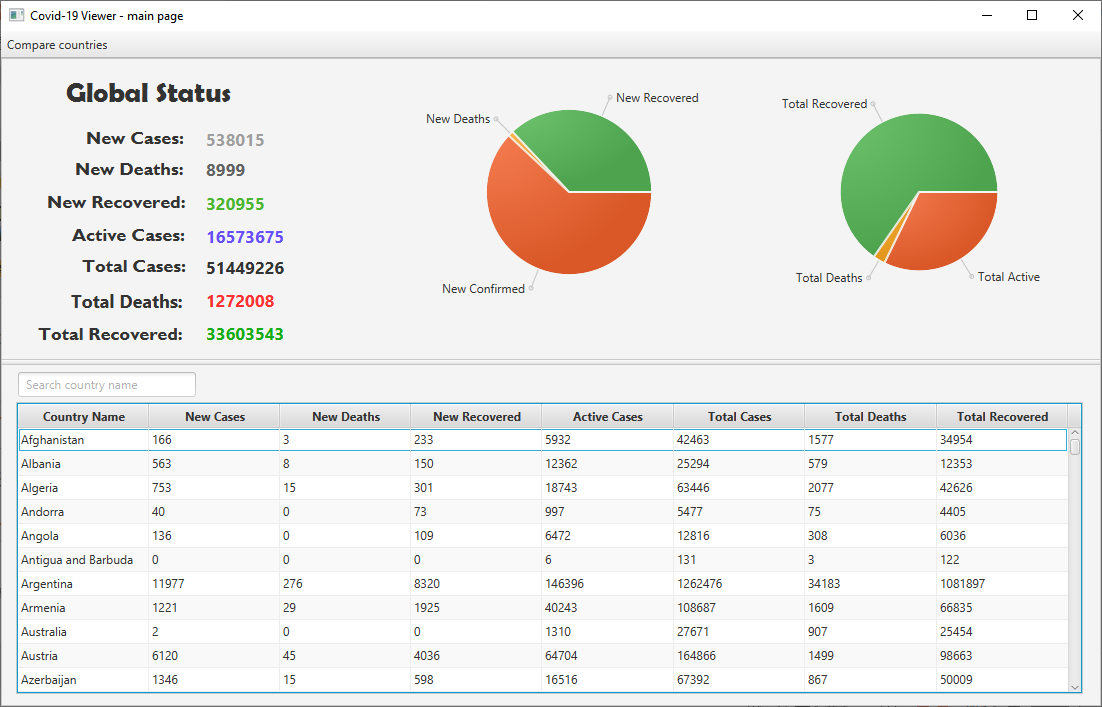 Covid-19 Viewer - main page
Compare countries
Global Status
New Cases: 538015
New Deaths: 8999
New Recovered: 320955
Active Cases: 16573675
Total Cases: 51449226
Total Deaths: 1272008
Total Recovered: 33603543
New Recovered
New Deaths
New Confirmed
Total Recovered
Total Deaths
Total Active
Search country name
Country Name New Cases New Deaths New Recovered Active Cases Total Cases Total Deaths Total Recovered
Afghanistan 166 3 233 5932 42463 1577 34954
Albania 563 8 150 12362 25294 579 12353
Algeria 753 15 301 18743 63446 2077 42626
Andorra 40 0 73 997 5477 75 4405
Angola 136 0 109 6472 12816 308 6036
Antigua and Barbuda 0 0 0 6 131 3 122
Argentina 11977 276 8320 146396 1262476 34183 1081897
Armenia 1221 29 1925 40243 108687 1609 66835
Australia 2 0 0 1310 27671 907 25454
Austria 6120 45 4036 64704 164866 1499 98663
Azerbaijan 1346 15 598 16516 67392 867 50009